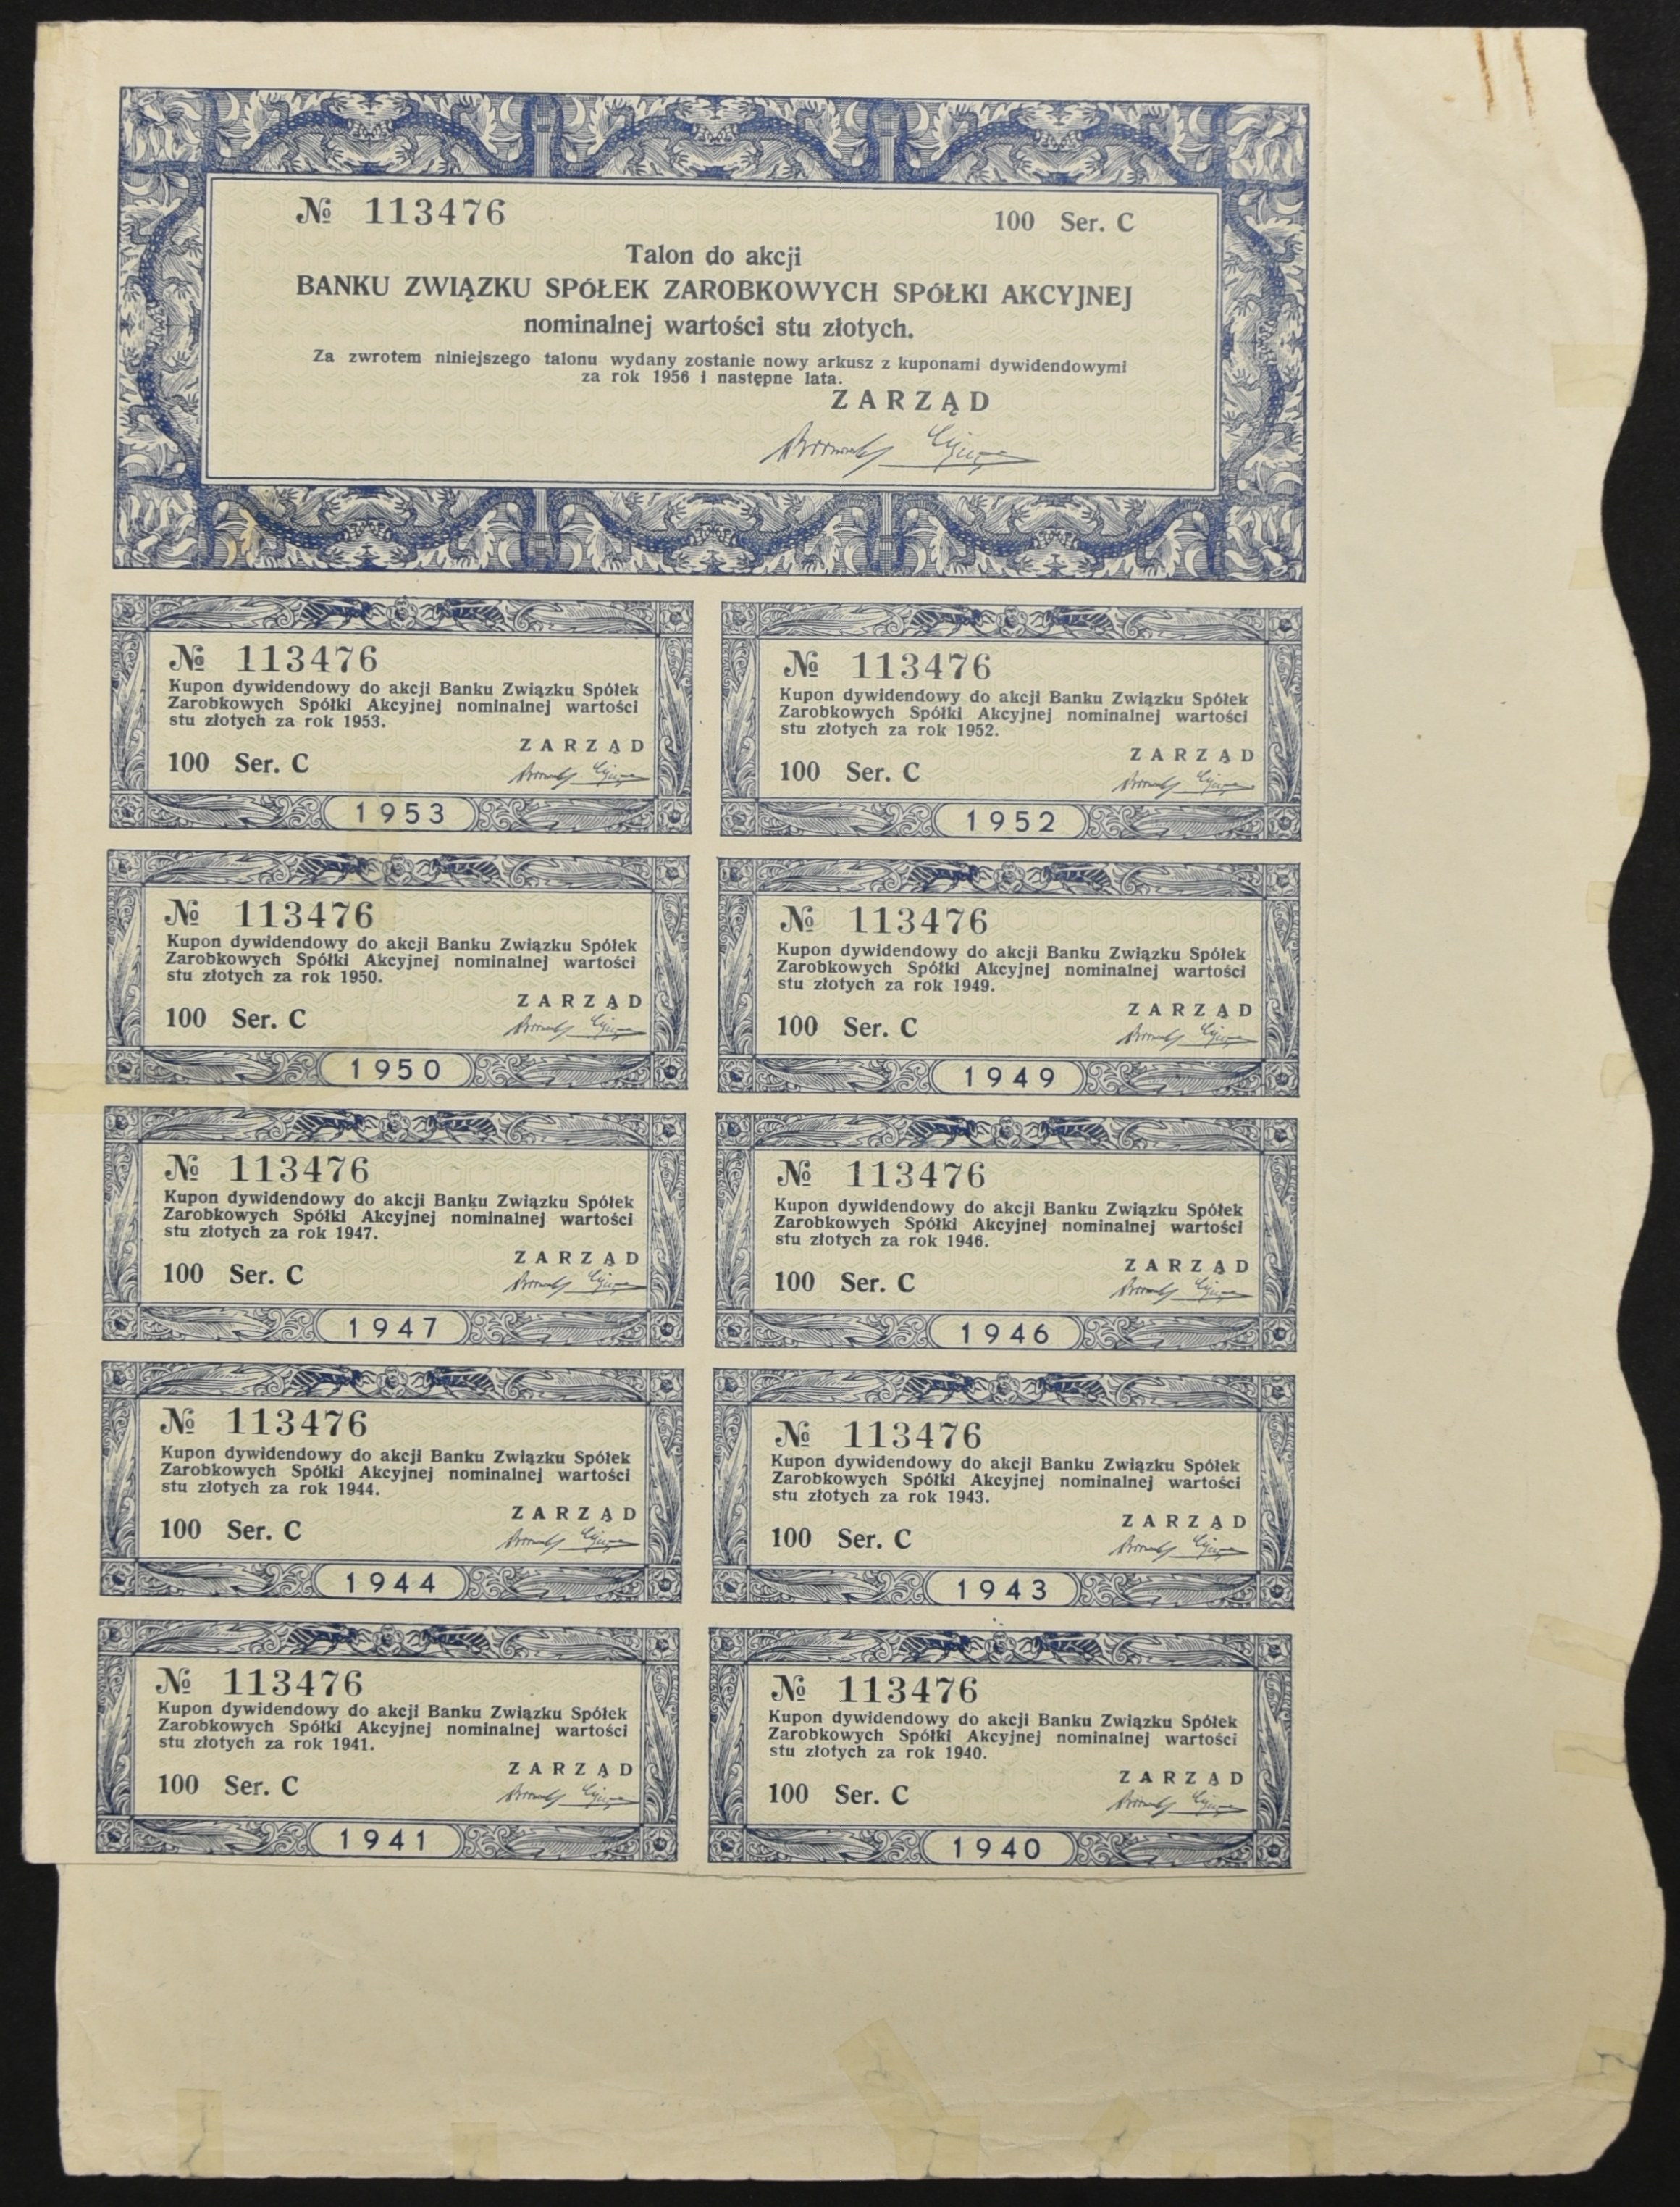 № 113476
100 Ser. C
Talon do akcji
BANKU ZWIĄZKU SPÓŁEK ZAROBKOWYCH SPÓŁKI AKCYJNEJ
nominalnej wartości stu złotych.
Za zwrotem niniejszego talonu wydany zostanie nowy arkusz z kuponami dywidendowymi
za rok 1956 i następne lata.
ZARZĄD
№ 113476
Kupon dywidendowy do akcji Banku Związku Spółek
Zarobkowych Spółki Akcyjnej nominalnej wartości
stu złotych za rok 1953.
ZARZĄD
100 Ser. C
1953
№ 113476
Kupon dywidendowy do akcji Banku Związku Spółek
Zarobkowych Spółki Akcyjnej nominalnej wartości
stu złotych za rok 1952.
ZARZĄD
100 Ser. C
1952
№ 113476
Kupon dywidendowy do akcji Banku Związku Spółek
Zarobkowych Spółki Akcyjnej nominalnej wartości
stu złotych za rok 1950.
ZARZĄD
100 Ser. C
1950
№ 113476
Kupon dywidendowy do akcji Banku Związku Spółek
Zarobkowych Spółki Akcyjnej nominalnej wartości
stu złotych za rok 1949.
ZARZĄD
100 Ser. C
1949
№ 113476
Kupon dywidendowy do akcji Banku Związku Spółek
Zarobkowych Spółki Akcyjnej nominalnej wartości
stu złotych za rok 1947.
ZARZĄD
100 Ser. C
1947
№ 113476
Kupon dywidendowy do akcji Banku Związku Spółek
Zarobkowych Spółki Akcyjnej nominalnej wartości
stu złotych za rok 1946.
ZARZĄD
100 Ser. C
1946
№ 113476
Kupon dywidendowy do akcji Banku Związku Spółek
Zarobkowych Spółki Akcyjnej nominalnej wartości
stu złotych za rok 1944.
ZARZĄD
100 Ser. C
1944
№ 113476
Kupon dywidendowy do akcji Banku Związku Spółek
Zarobkowych Spółki Akcyjnej nominalnej wartości
stu złotych za rok 1943.
ZARZĄD
100 Ser. C
1943
№ 113476
Kupon dywidendowy do akcji Banku Związku Spółek
Zarobkowych Spółki Akcyjnej nominalnej wartości
stu złotych za rok 1941.
ZARZĄD
100 Ser. C
1941
№ 113476
Kupon dywidendowy do akcji Banku Związku Spółek
Zarobkowych Spółki Akcyjnej nominalnej wartości
stu złotych za rok 1940.
ZARZĄD
100 Ser. C
1940